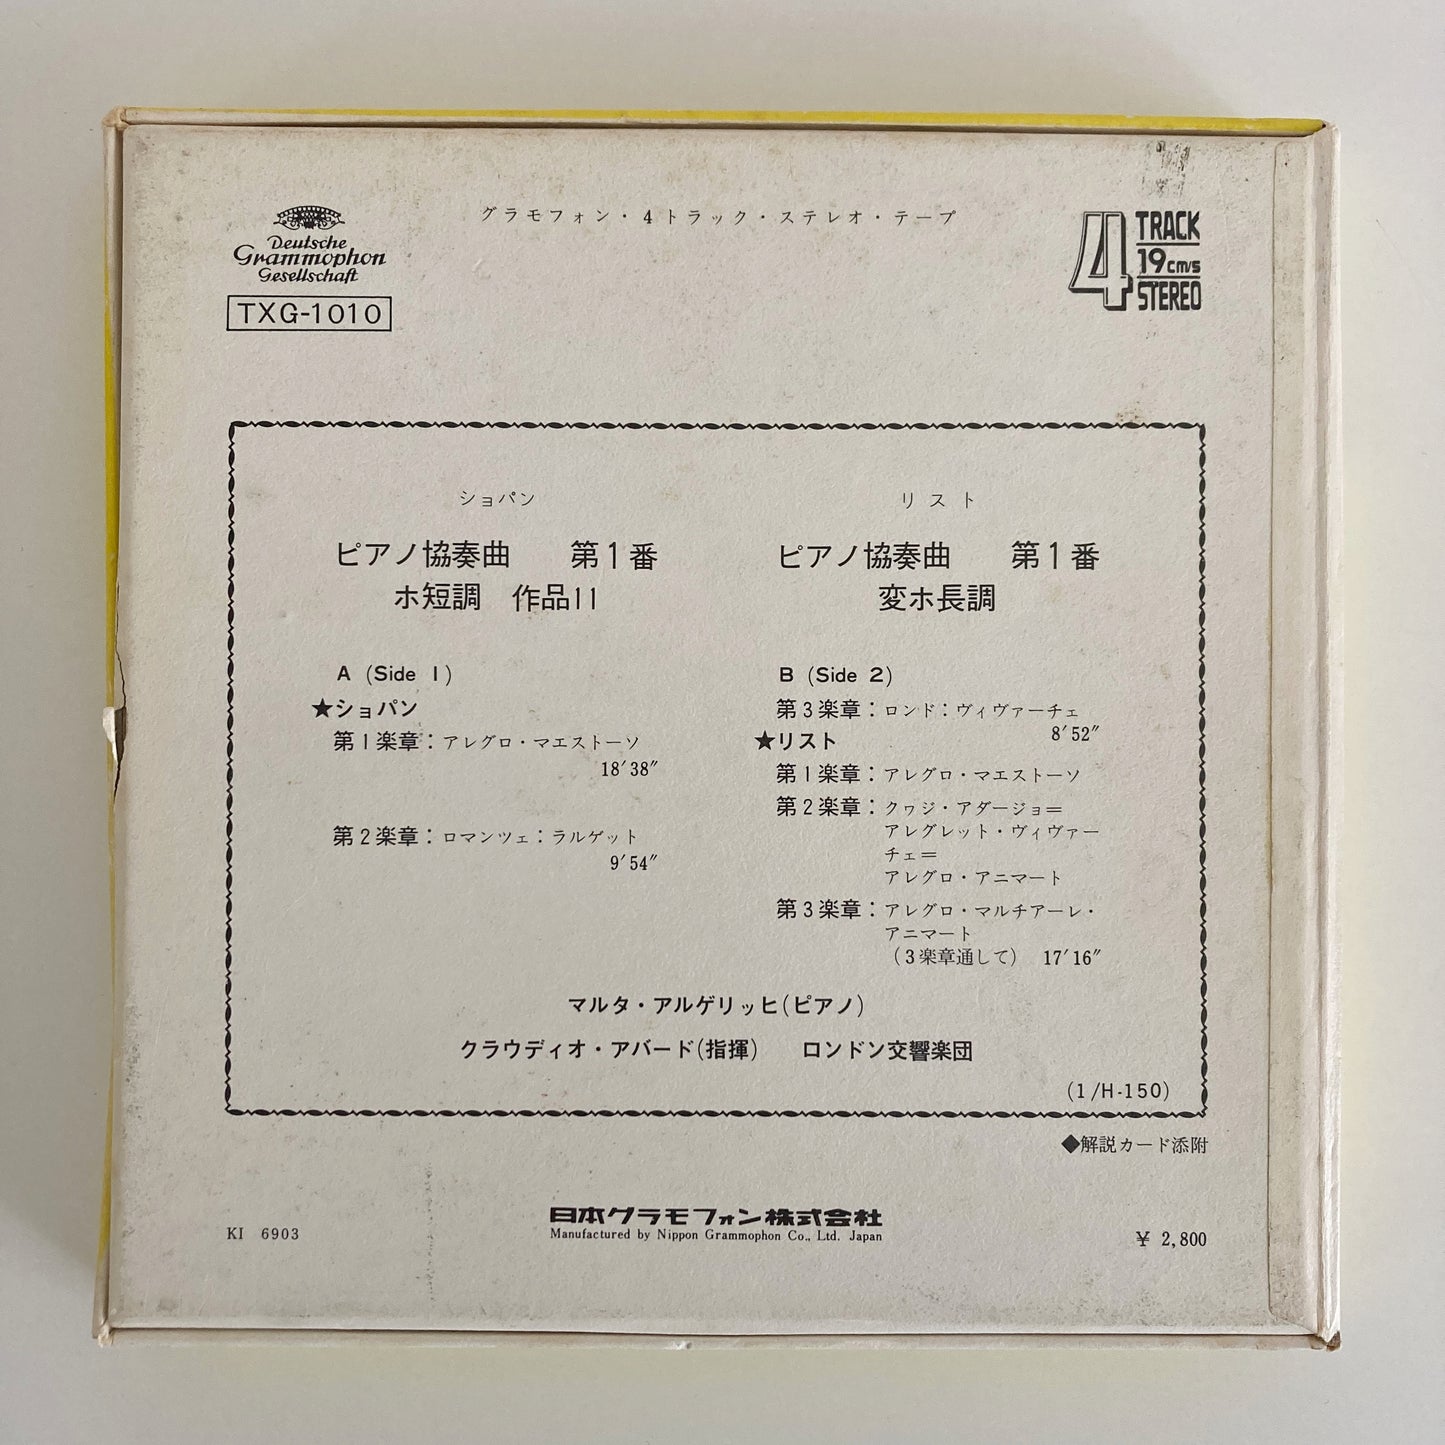 グラモフォン・4トラック・ステレオ・テープ
Deutsche
Grammophon
Gesellschaft
TXG-1010
4 TRACK
19cm/s
STEREO
ショパン
ピアノ協奏曲　第1番
ホ短調　作品11
A (Side 1)
★ショパン
第1楽章：アレグロ・マエストーソ
18′38″
第2楽章：ロマンツェ：ラルゲット
9′54″
リスト
ピアノ協奏曲　第1番
変ホ長調
B (Side 2)
第3楽章：ロンド：ヴィヴァーチェ
8′52″
★リスト
第1楽章：アレグロ・マエストーソ
第2楽章：クヮジ・アダージョ＝
アレグレット・ヴィヴァー
チェ＝
アレグロ・アニマート
第3楽章：アレグロ・マルチアーレ・
アニマート
（3楽章通して） 17′16″
マルタ・アルゲリッヒ(ピアノ)
クラウディオ・アバード(指揮)　ロンドン交響楽団
(1/H-150)
◆解説カード添附
KI 6903
日本グラモフォン株式会社
Manufactured by Nippon Grammophon Co., Ltd. Japan
¥ 2,800